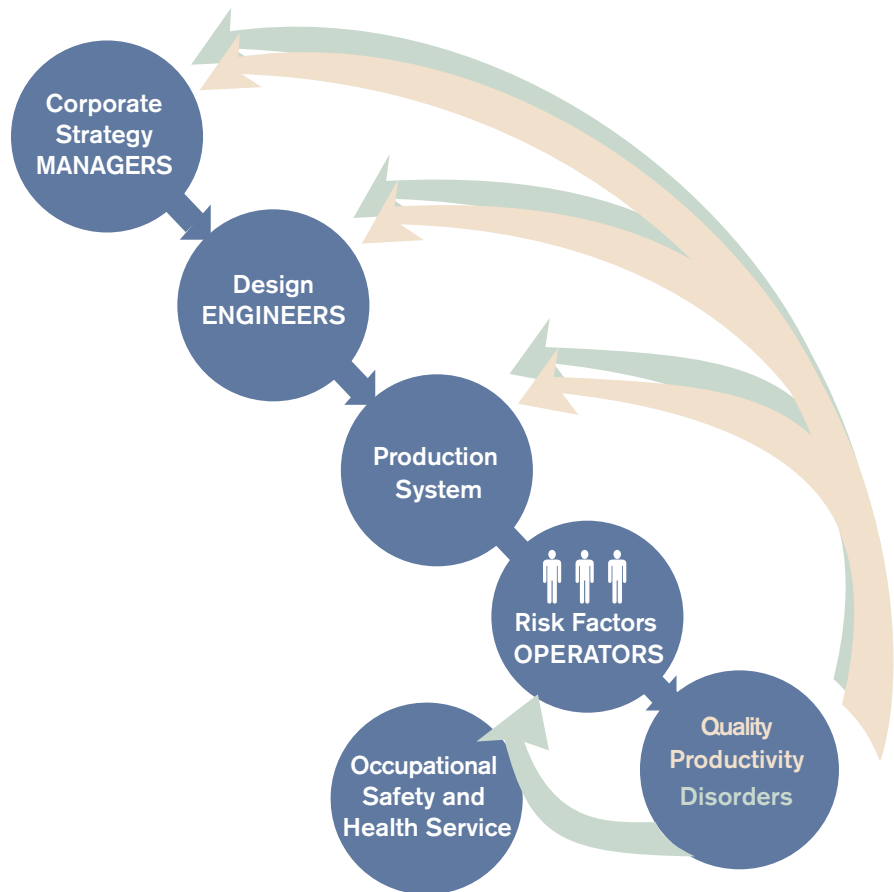 Corporate
Strategy
MANAGERS
Design
ENGINEERS
Production
System
Risk Factors
OPERATORS
Quality
Productivity
Disorders
Occupational
Safety and
Health Service